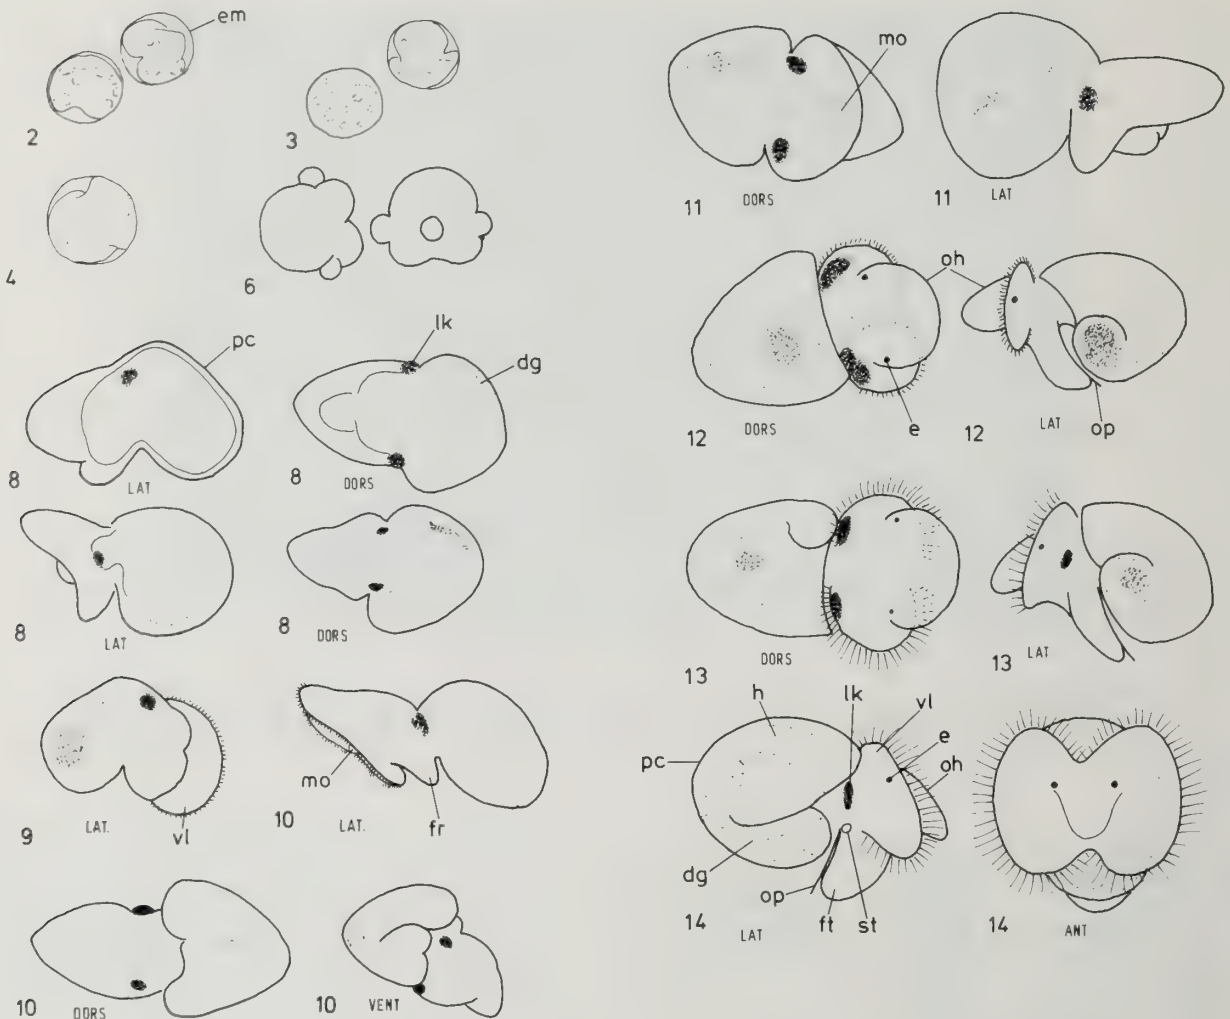 em
2
3
4
6
pc
lk
dg
8
LAT
8
DORS
8
LAT
8
DORS
9
LAT.
vl
mo
10
LAT.
fr
10
DORS
10
VENT
mo
11
DORS
11
LAT
oh
12
DORS
e
12
LAT
op
13
DORS
13
LAT
h
lk
vl
pc
e
oh
dg
op
14
LAT
ft
st
14
ANT